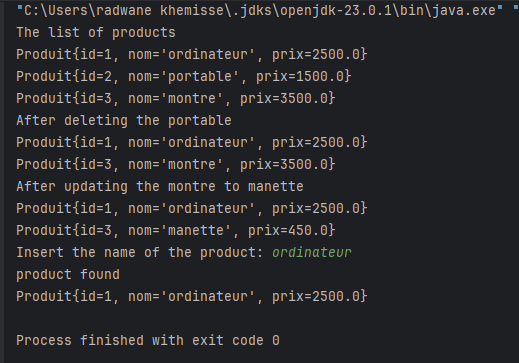 "C:\Users\radwane khemisse\.jdks\openjdk-23.0.1\bin\java.exe" "
The list of products
Produit{id=1, nom='ordinateur', prix=2500.0}
Produit{id=2, nom='portable', prix=1500.0}
Produit{id=3, nom='montre', prix=3500.0}
After deleting the portable
Produit{id=1, nom='ordinateur', prix=2500.0}
Produit{id=3, nom='montre', prix=3500.0}
After updating the montre to manette
Produit{id=1, nom='ordinateur', prix=2500.0}
Produit{id=3, nom='manette', prix=450.0}
Insert the name of the product: ordinateur
product found
Produit{id=1, nom='ordinateur', prix=2500.0}
Process finished with exit code 0